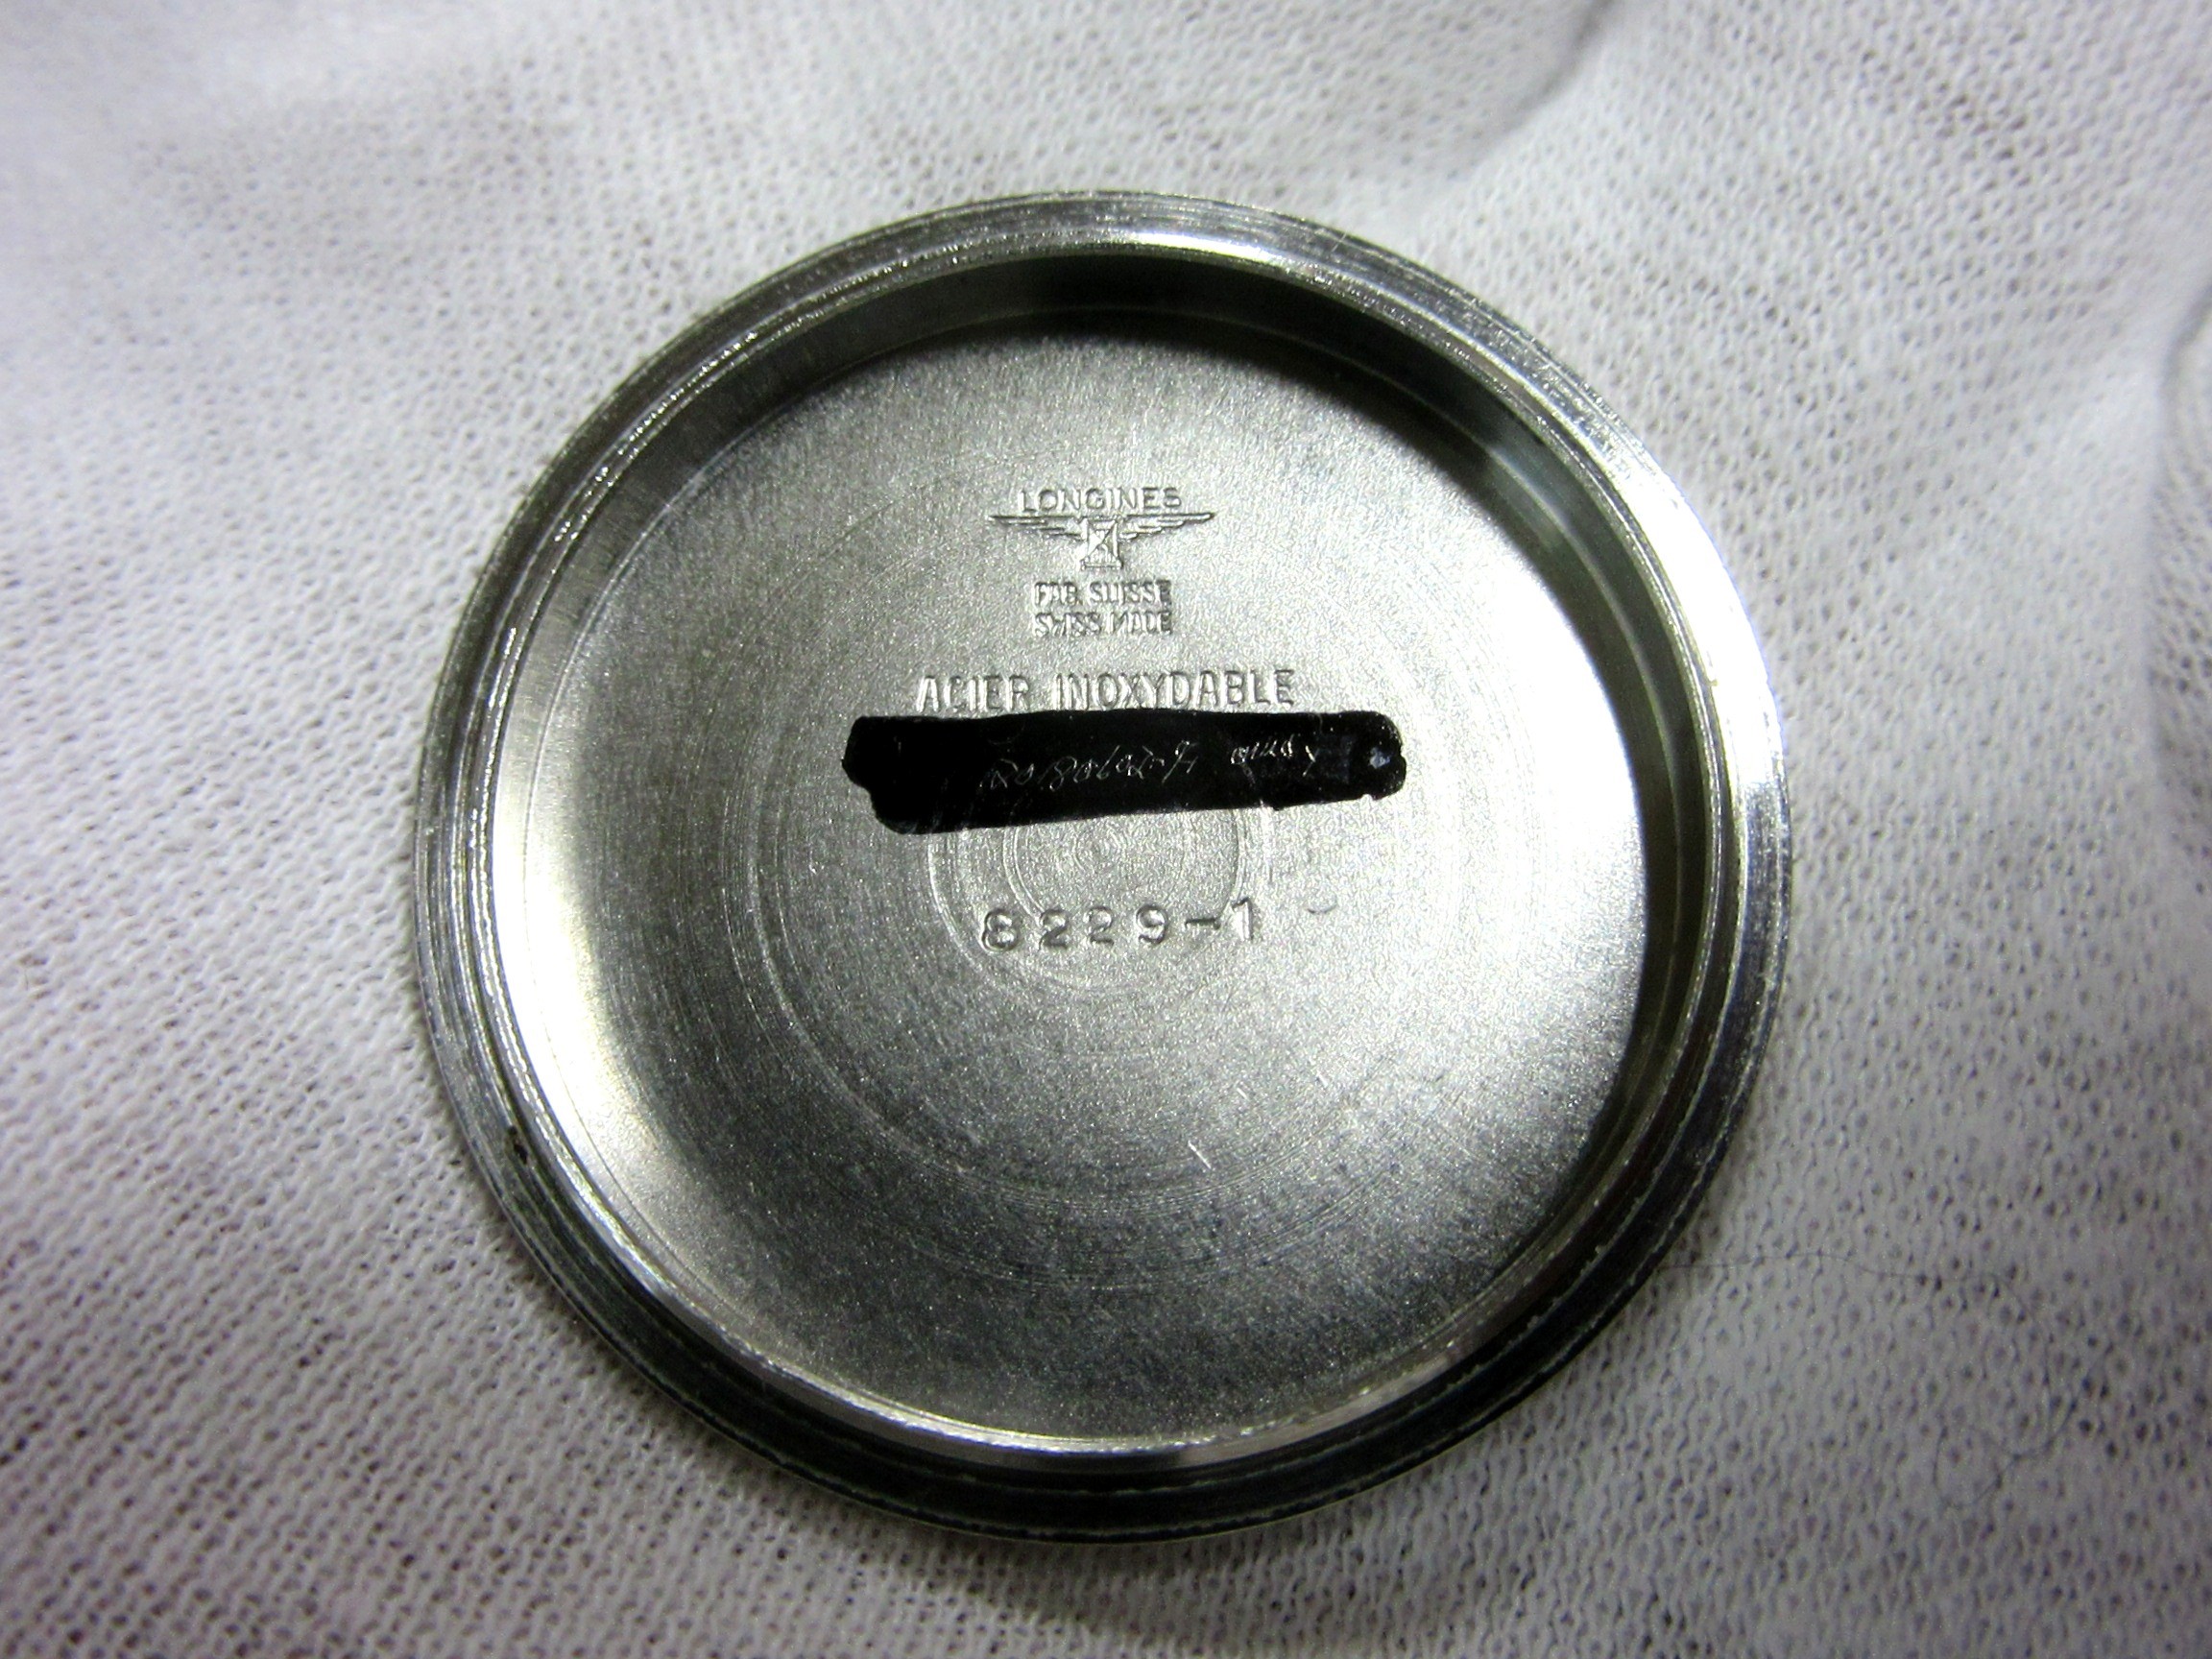 LONGINES
FAB. SUISSE
SWISS MADE
ACIER INOXYDABLE
8229-1